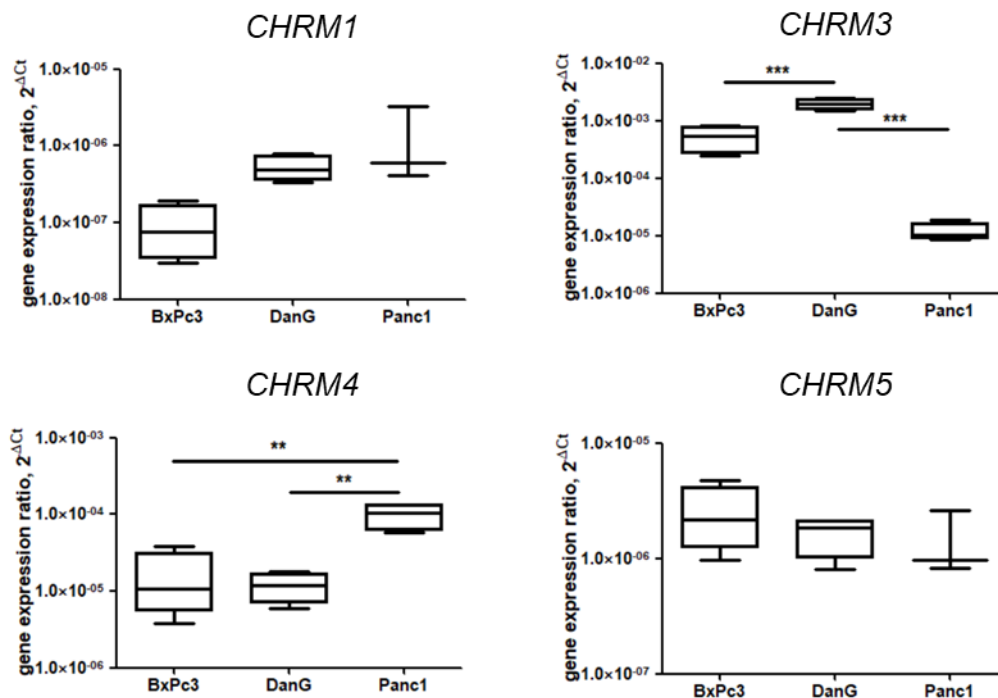 CHRM1
gene expression ratio, 2^-ΔCt
1.0×10^-05
1.0×10^-06
1.0×10^-07
1.0×10^-08
BxPc3 DanG Panc1
CHRM3
gene expression ratio, 2^-ΔCt
1.0×10^-02
1.0×10^-03
1.0×10^-04
1.0×10^-05
1.0×10^-06
***
***
BxPc3 DanG Panc1
CHRM4
gene expression ratio, 2^-ΔCt
1.0×10^-03
1.0×10^-04
1.0×10^-05
1.0×10^-06
**
**
BxPc3 DanG Panc1
CHRM5
gene expression ratio, 2^-ΔCt
1.0×10^-05
1.0×10^-06
1.0×10^-07
BxPc3 DanG Panc1